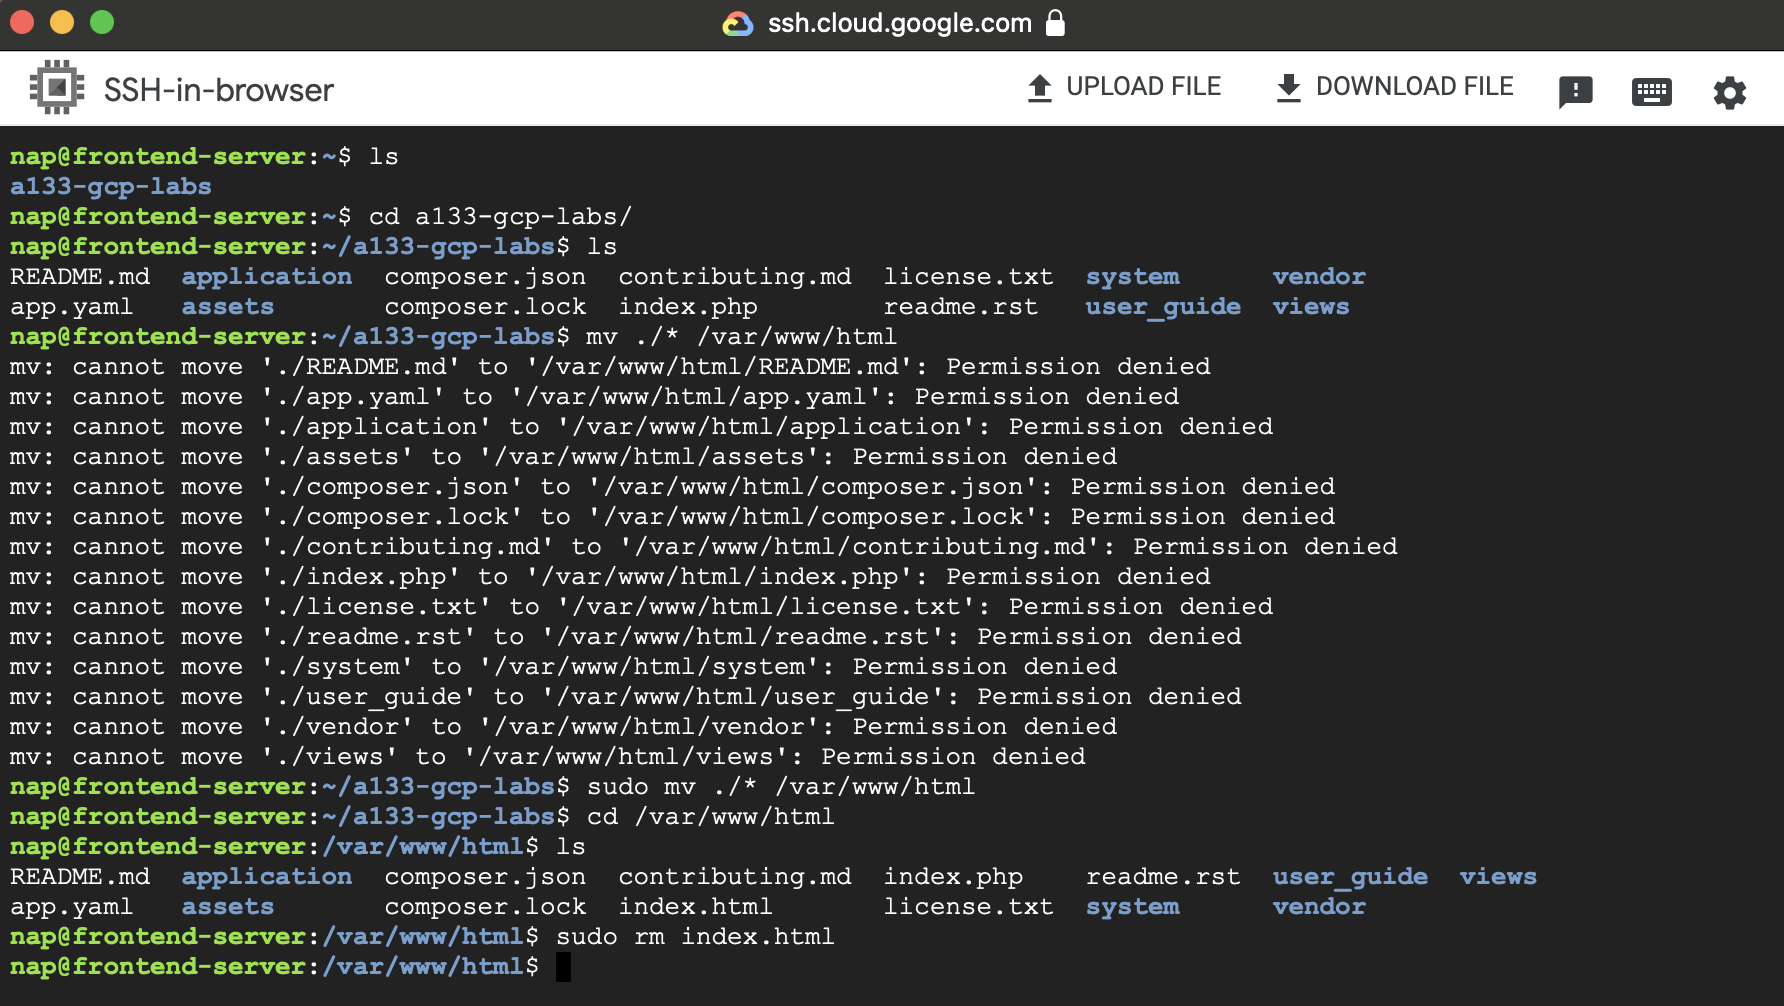 ssh.cloud.google.com
SSH-in-browser
UPLOAD FILE
DOWNLOAD FILE
nap@frontend-server:~$ ls
a133-gcp-labs
nap@frontend-server:~$ cd a133-gcp-labs/
nap@frontend-server:~/a133-gcp-labs$ ls
README.md  application  composer.json  contributing.md  license.txt  system      vendor
app.yaml   assets       composer.lock  index.php        readme.rst   user_guide  views
nap@frontend-server:~/a133-gcp-labs$ mv ./* /var/www/html
mv: cannot move './README.md' to '/var/www/html/README.md': Permission denied
mv: cannot move './app.yaml' to '/var/www/html/app.yaml': Permission denied
mv: cannot move './application' to '/var/www/html/application': Permission denied
mv: cannot move './assets' to '/var/www/html/assets': Permission denied
mv: cannot move './composer.json' to '/var/www/html/composer.json': Permission denied
mv: cannot move './composer.lock' to '/var/www/html/composer.lock': Permission denied
mv: cannot move './contributing.md' to '/var/www/html/contributing.md': Permission denied
mv: cannot move './index.php' to '/var/www/html/index.php': Permission denied
mv: cannot move './license.txt' to '/var/www/html/license.txt': Permission denied
mv: cannot move './readme.rst' to '/var/www/html/readme.rst': Permission denied
mv: cannot move './system' to '/var/www/html/system': Permission denied
mv: cannot move './user_guide' to '/var/www/html/user_guide': Permission denied
mv: cannot move './vendor' to '/var/www/html/vendor': Permission denied
mv: cannot move './views' to '/var/www/html/views': Permission denied
nap@frontend-server:~/a133-gcp-labs$ sudo mv ./* /var/www/html
nap@frontend-server:~/a133-gcp-labs$ cd /var/www/html
nap@frontend-server:/var/www/html$ ls
README.md  application  composer.json  contributing.md  index.php    readme.rst  user_guide  views
app.yaml   assets       composer.lock  index.html       license.txt  system      vendor
nap@frontend-server:/var/www/html$ sudo rm index.html
nap@frontend-server:/var/www/html$